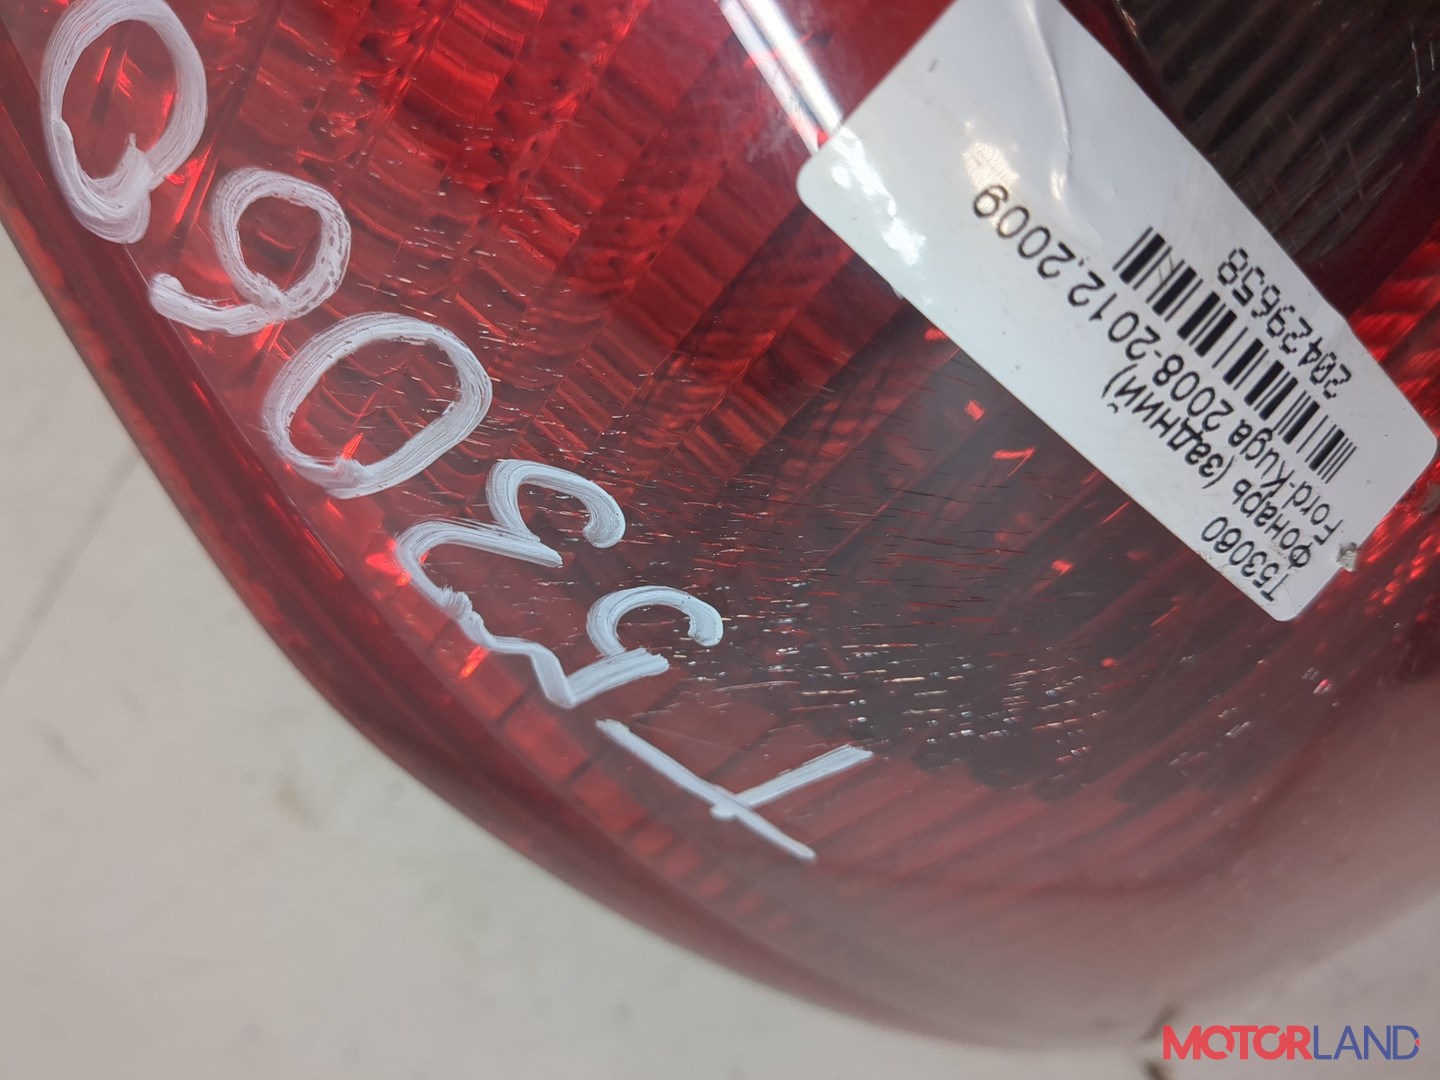 T53060
T53060
Фонарь (задний)
Ford-Kuga 2008-2012, 2009
20429658
MOTORLAND